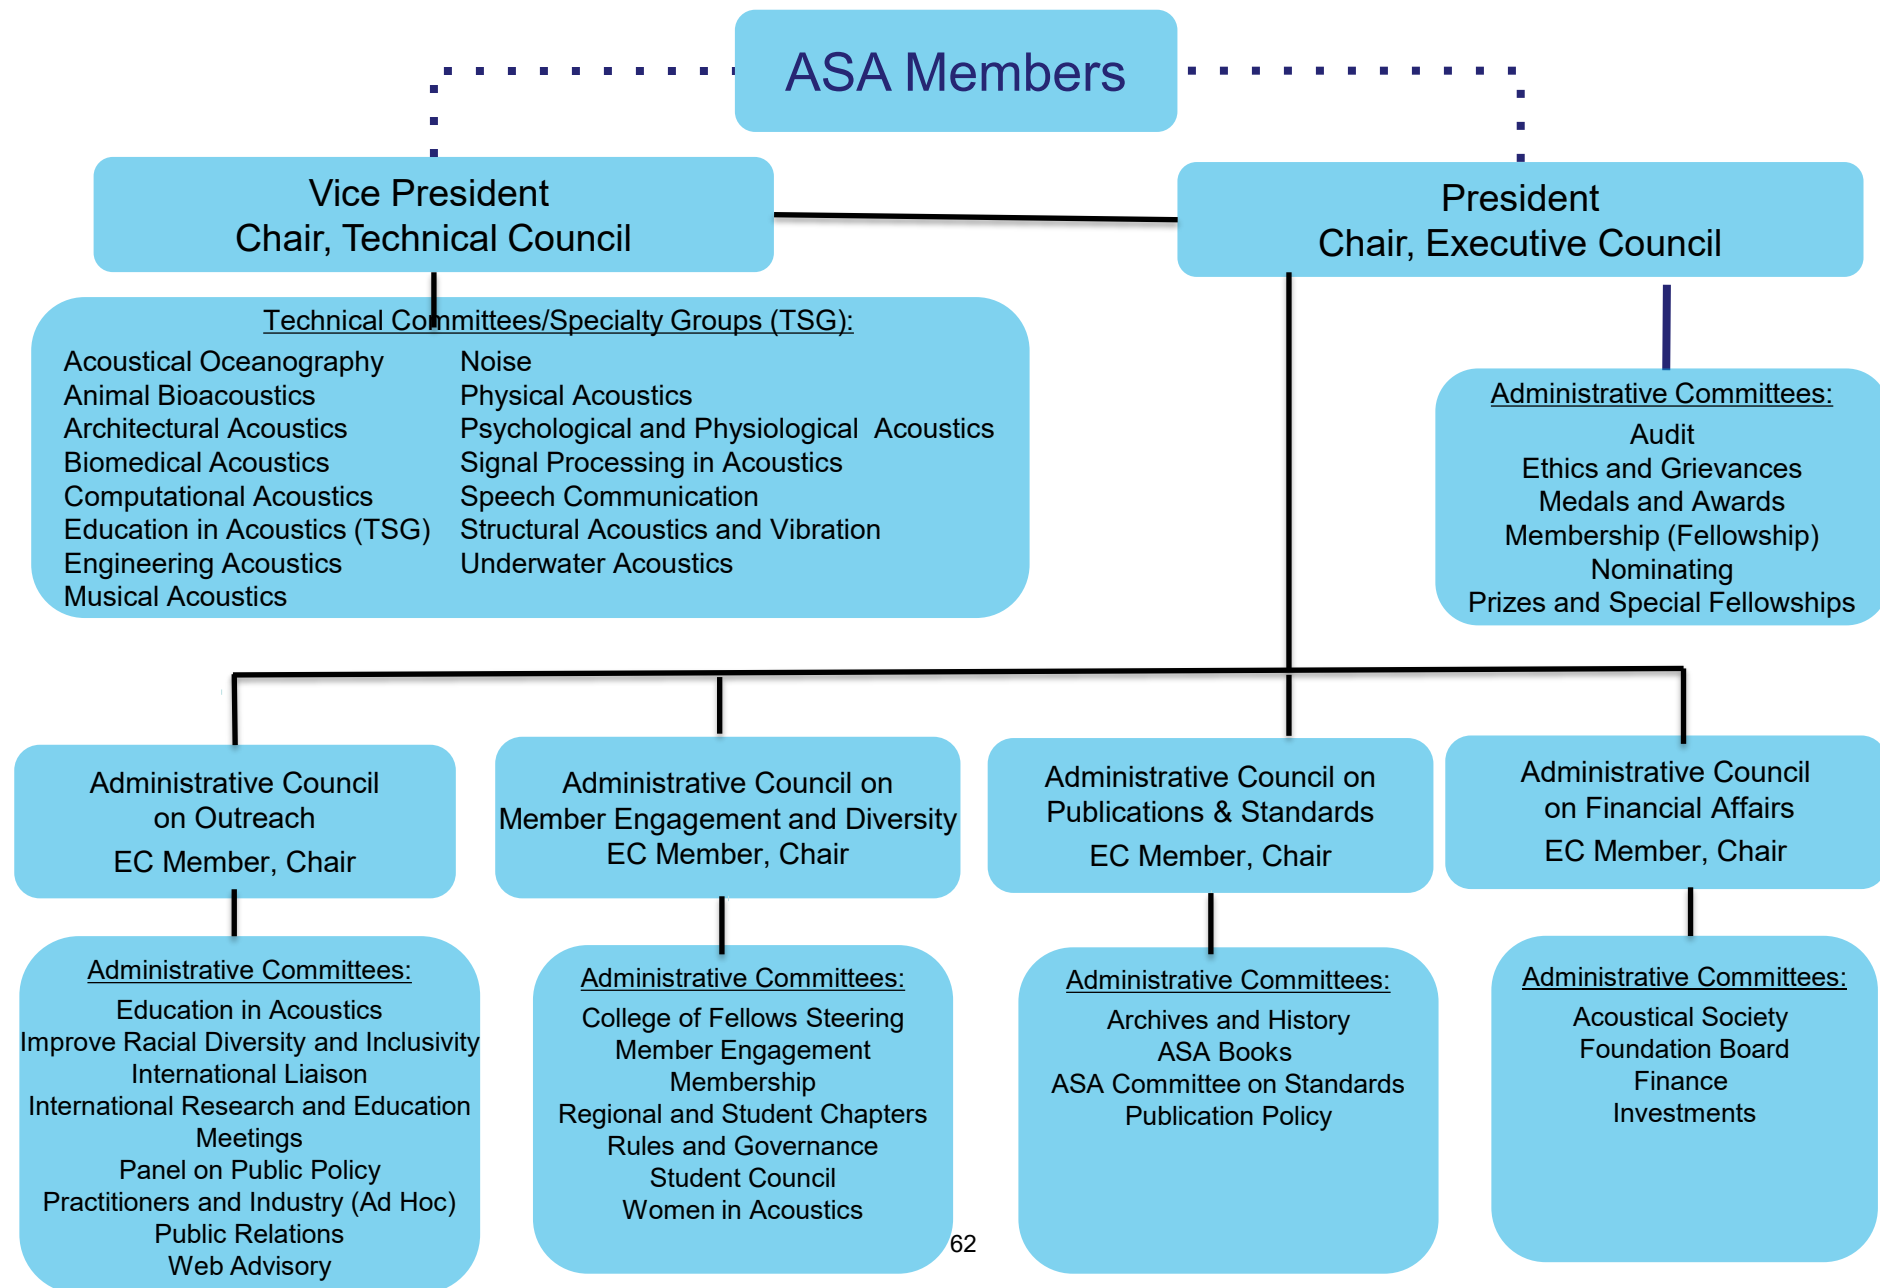 ASA Members
Vice President
Chair, Technical Council
President
Chair, Executive Council
Technical Committees/Specialty Groups (TSG):
Acoustical Oceanography
Animal Bioacoustics
Architectural Acoustics
Biomedical Acoustics
Computational Acoustics
Education in Acoustics (TSG)
Engineering Acoustics
Musical Acoustics
Noise
Physical Acoustics
Psychological and Physiological Acoustics
Signal Processing in Acoustics
Speech Communication
Structural Acoustics and Vibration
Underwater Acoustics
Administrative Committees:
Audit
Ethics and Grievances
Medals and Awards
Membership (Fellowship)
Nominating
Prizes and Special Fellowships
Administrative Council
on Outreach
EC Member, Chair
Administrative Council on
Member Engagement and Diversity
EC Member, Chair
Administrative Council on
Publications & Standards
EC Member, Chair
Administrative Council
on Financial Affairs
EC Member, Chair
Administrative Committees:
Education in Acoustics
Improve Racial Diversity and Inclusivity
International Liaison
International Research and Education
Meetings
Panel on Public Policy
Practitioners and Industry (Ad Hoc)
Public Relations
Web Advisory
Administrative Committees:
College of Fellows Steering
Member Engagement
Membership
Regional and Student Chapters
Rules and Governance
Student Council
Women in Acoustics
Administrative Committees:
Archives and History
ASA Books
ASA Committee on Standards
Publication Policy
Administrative Committees:
Acoustical Society
Foundation Board
Finance
Investments
62